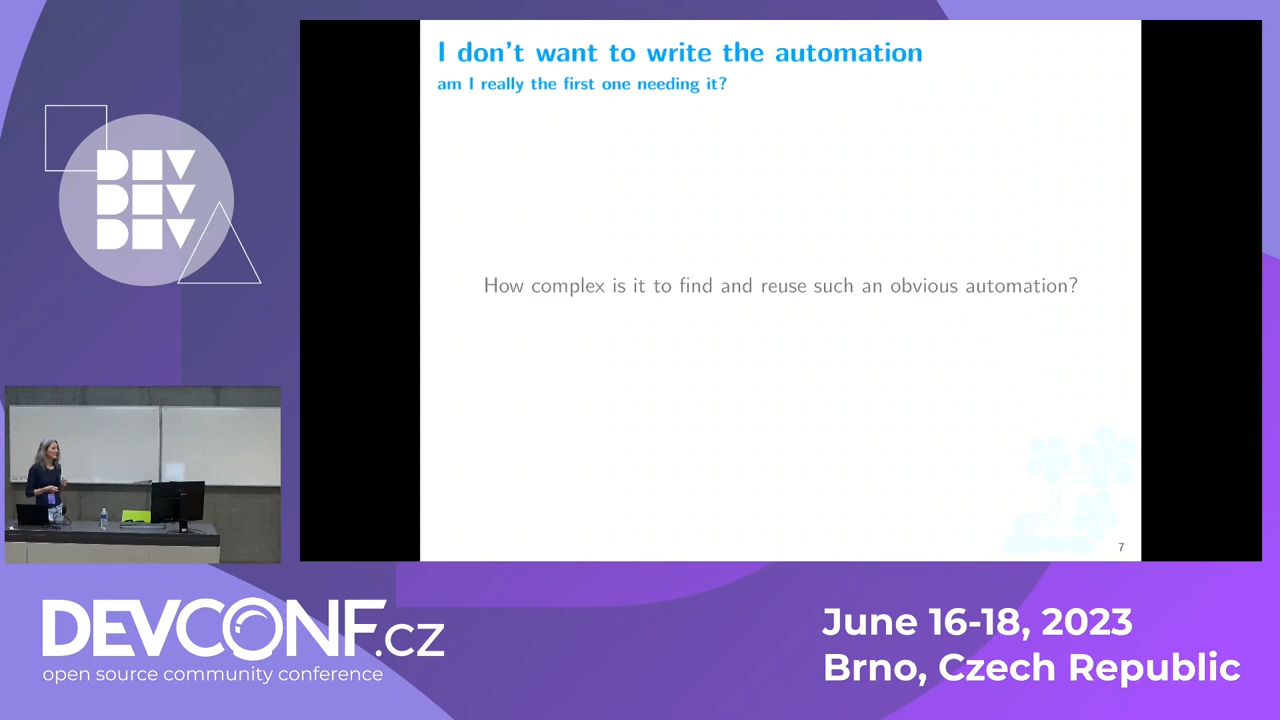 I don't want to write the automation
am I really the first one needing it?
How complex is it to find and reuse such an obvious automation?
7
DEV
DEV
DEV
DEVCONF.cz
open source community conference
June 16-18, 2023
Brno, Czech Republic